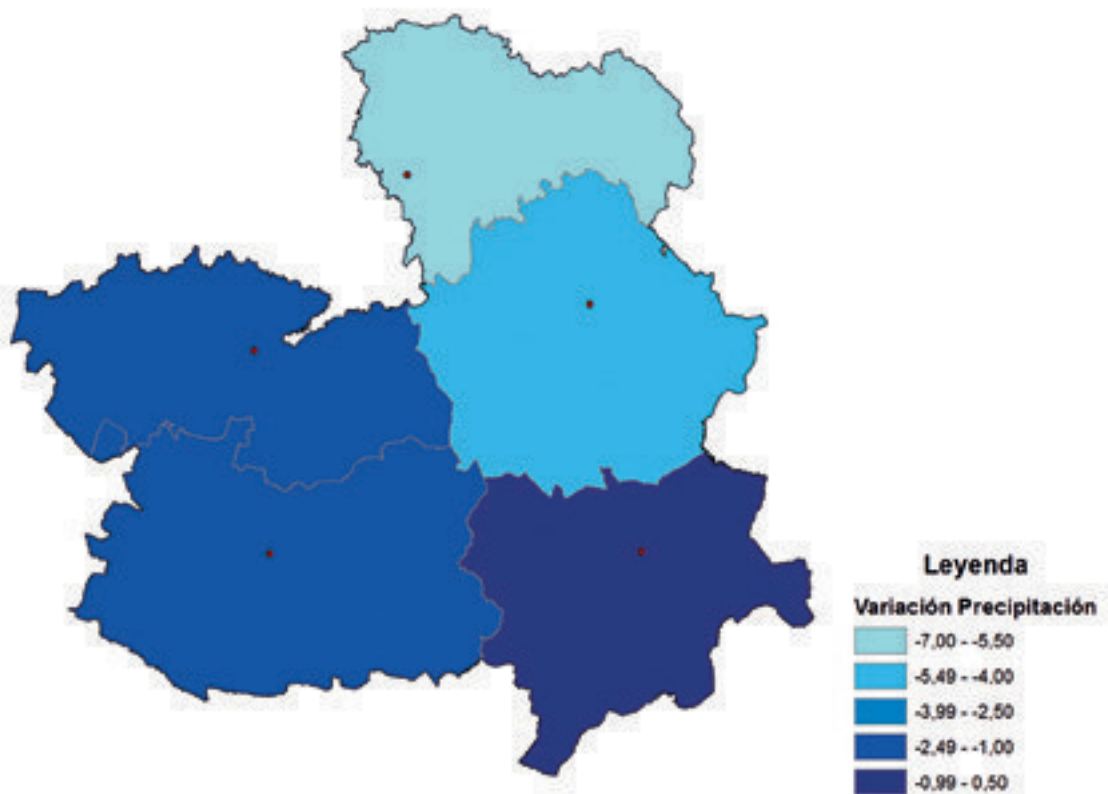 Leyenda
Variación Precipitación
-7,00 - -5,50
-5,49 - -4,00
-3,99 - -2,50
-2,49 - -1,00
-0,99 - 0,50